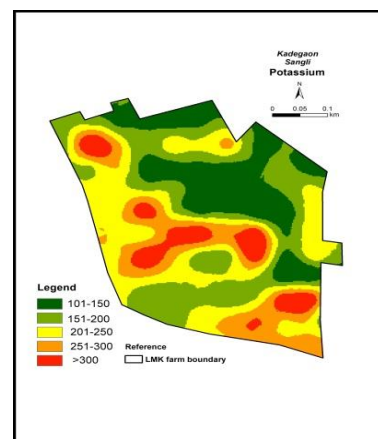 Kadegaon
Sangli
Potassium
N
0 0.05 0.1
km
Legend
101-150
151-200
201-250
251-300
>300
Reference
LMK farm boundary